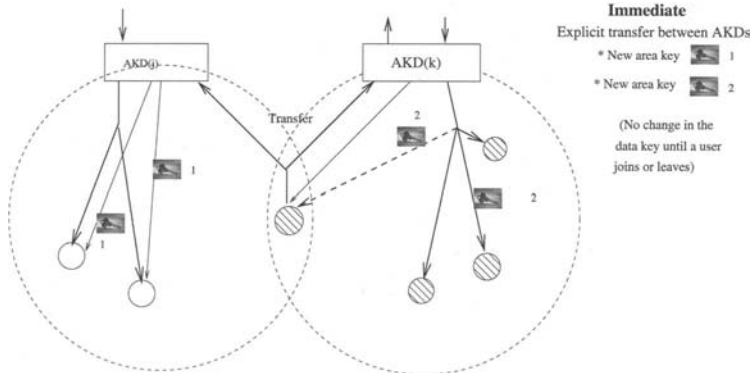 Immediate
Explicit transfer between AKDs
* New area key 1
* New area key 2
(No change in the
data key until a user
joins or leaves)
AKD(j)
AKD(k)
Transfer
2
1
2
1